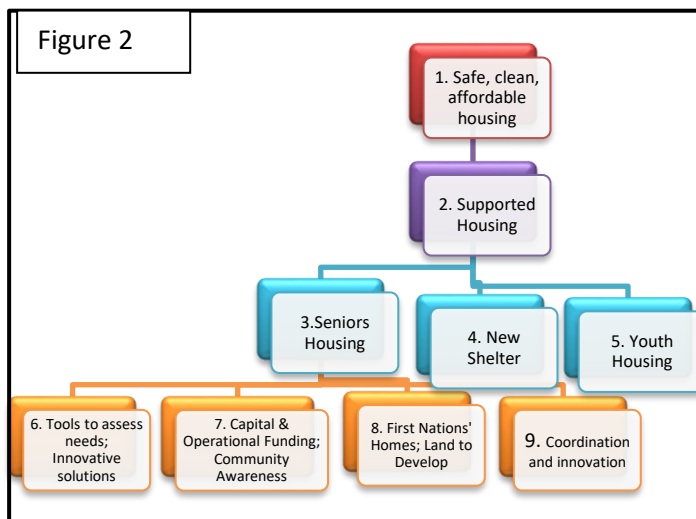 Figure 2
1. Safe, clean,
affordable
housing
2. Supported
Housing
3.Seniors
Housing
4. New
Shelter
5. Youth
Housing
6. Tools to assess
needs;
Innovative
solutions
7. Capital &
Operational Funding;
Community
Awareness
8. First Nations'
Homes; Land to
Develop
9. Coordination
and innovation